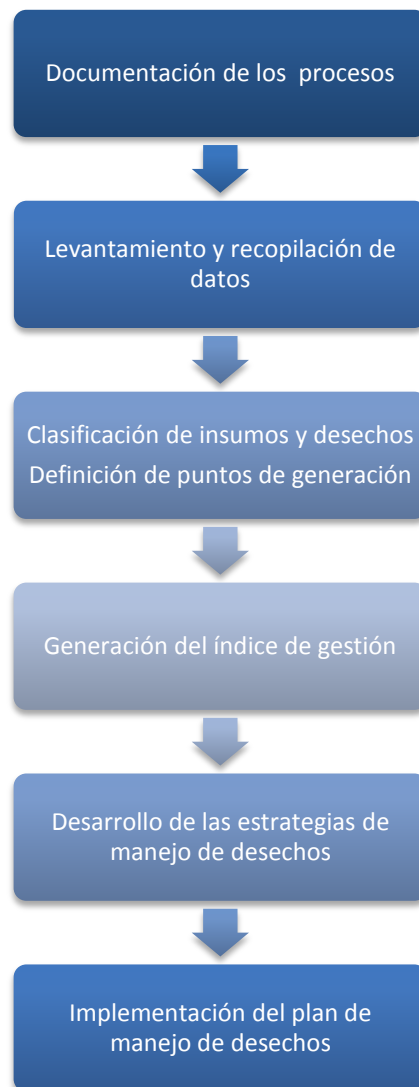 Documentación de los procesos
Levantamiento y recopilación de
datos
Clasificación de insumos y desechos
Definición de puntos de generación
Generación del índice de gestión
Desarrollo de las estrategias de
manejo de desechos
Implementación del plan de
manejo de desechos